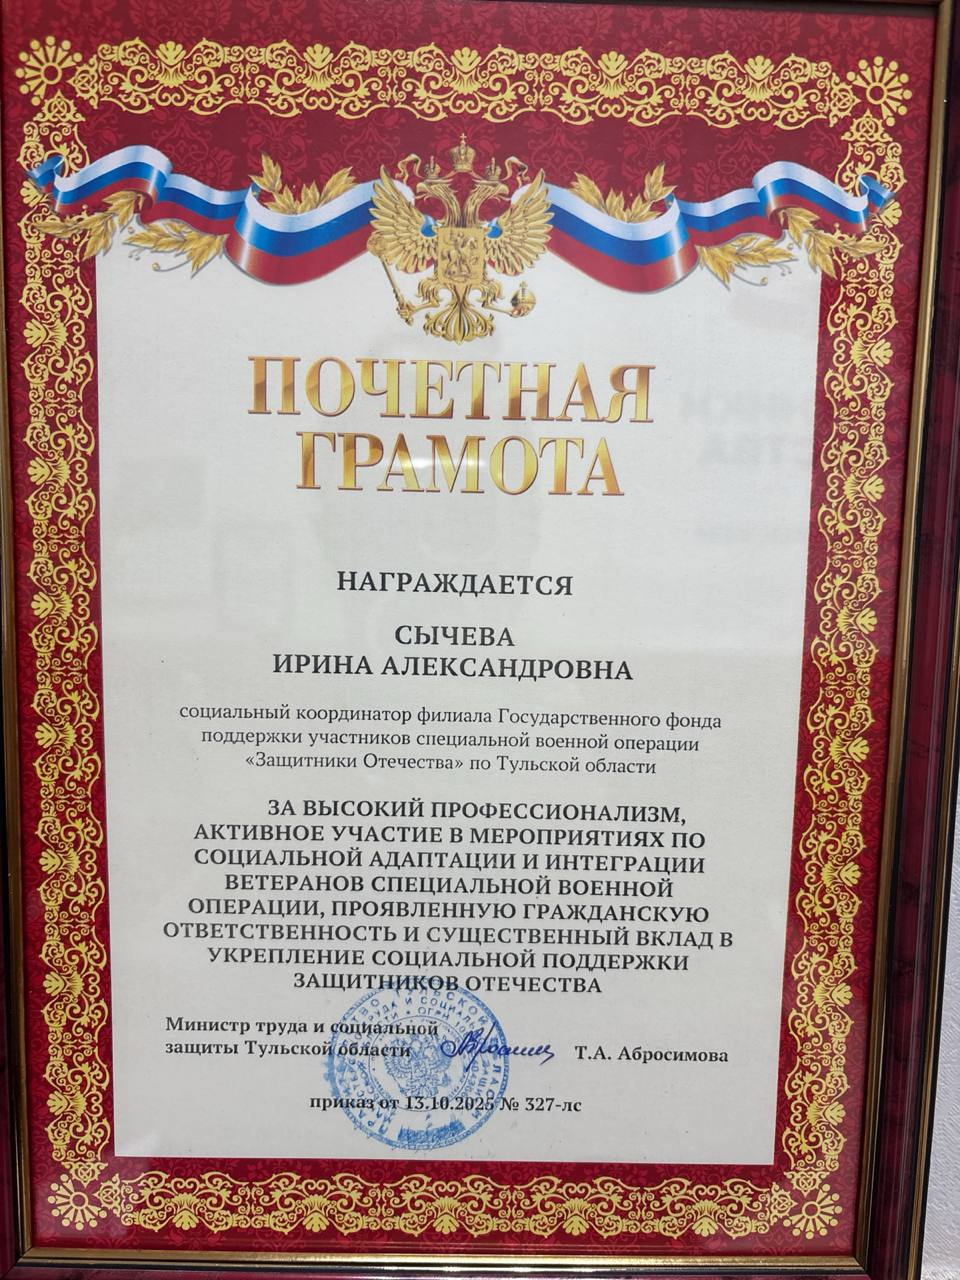 ПОЧЕТНАЯ
ГРАМОТА
НАГРАЖДАЕТСЯ
СЫЧЕВА
ИРИНА АЛЕКСАНДРОВНА
социальный координатор филиала Государственного фонда
поддержки участников специальной военной операции
«Защитники Отечества» по Тульской области
ЗА ВЫСОКИЙ ПРОФЕССИОНАЛИЗМ,
АКТИВНОЕ УЧАСТИЕ В МЕРОПРИЯТИЯХ ПО
СОЦИАЛЬНОЙ АДАПТАЦИИ И ИНТЕГРАЦИИ
ВЕТЕРАНОВ СПЕЦИАЛЬНОЙ ВОЕННОЙ
ОПЕРАЦИИ, ПРОЯВЛЕННУЮ ГРАЖДАНСКУЮ
ОТВЕТСТВЕННОСТЬ И СУЩЕСТВЕННЫЙ ВКЛАД В
УКРЕПЛЕНИЕ СОЦИАЛЬНОЙ ПОДДЕРЖКИ
ЗАЩИТНИКОВ ОТЕЧЕСТВА
Министр труда и социальной
защиты Тульской области Т.А. Абросимова
приказ от 13.10.2025 № 327-лс